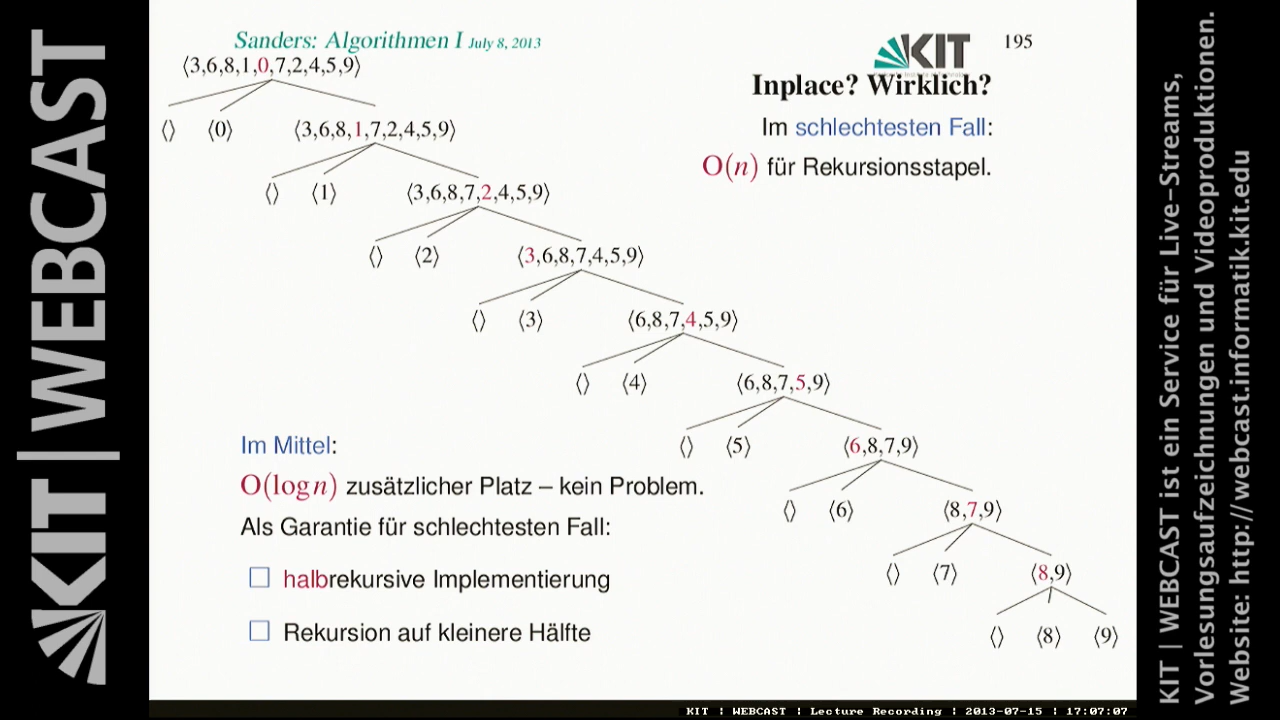 KIT | WEBCAST
Sanders: Algorithmen I July 8, 2013
KIT
195
⟨3,6,8,1,0,7,2,4,5,9⟩
Inplace? Wirklich?
⟨⟩ ⟨0⟩ ⟨3,6,8,1,7,2,4,5,9⟩
Im schlechtesten Fall:
O(n) für Rekursionsstapel.
⟨⟩ ⟨1⟩ ⟨3,6,8,7,2,4,5,9⟩
⟨⟩ ⟨2⟩ ⟨3,6,8,7,4,5,9⟩
⟨⟩ ⟨3⟩ ⟨6,8,7,4,5,9⟩
⟨⟩ ⟨4⟩ ⟨6,8,7,5,9⟩
⟨⟩ ⟨5⟩ ⟨6,8,7,9⟩
⟨⟩ ⟨6⟩ ⟨8,7,9⟩
⟨⟩ ⟨7⟩ ⟨8,9⟩
⟨⟩ ⟨8⟩ ⟨9⟩
Im Mittel:
O(log n) zusätzlicher Platz – kein Problem.
Als Garantie für schlechtesten Fall:
halbrekursive Implementierung
Rekursion auf kleinere Hälfte
KIT | WEBCAST | Lecture Recording | 2013-07-15 | 17:07:07
KIT | WEBCAST ist ein Service für Live-Streams,
Vorlesungsaufzeichnungen und Videoproduktionen.
Website: http://webcast.informatik.kit.edu